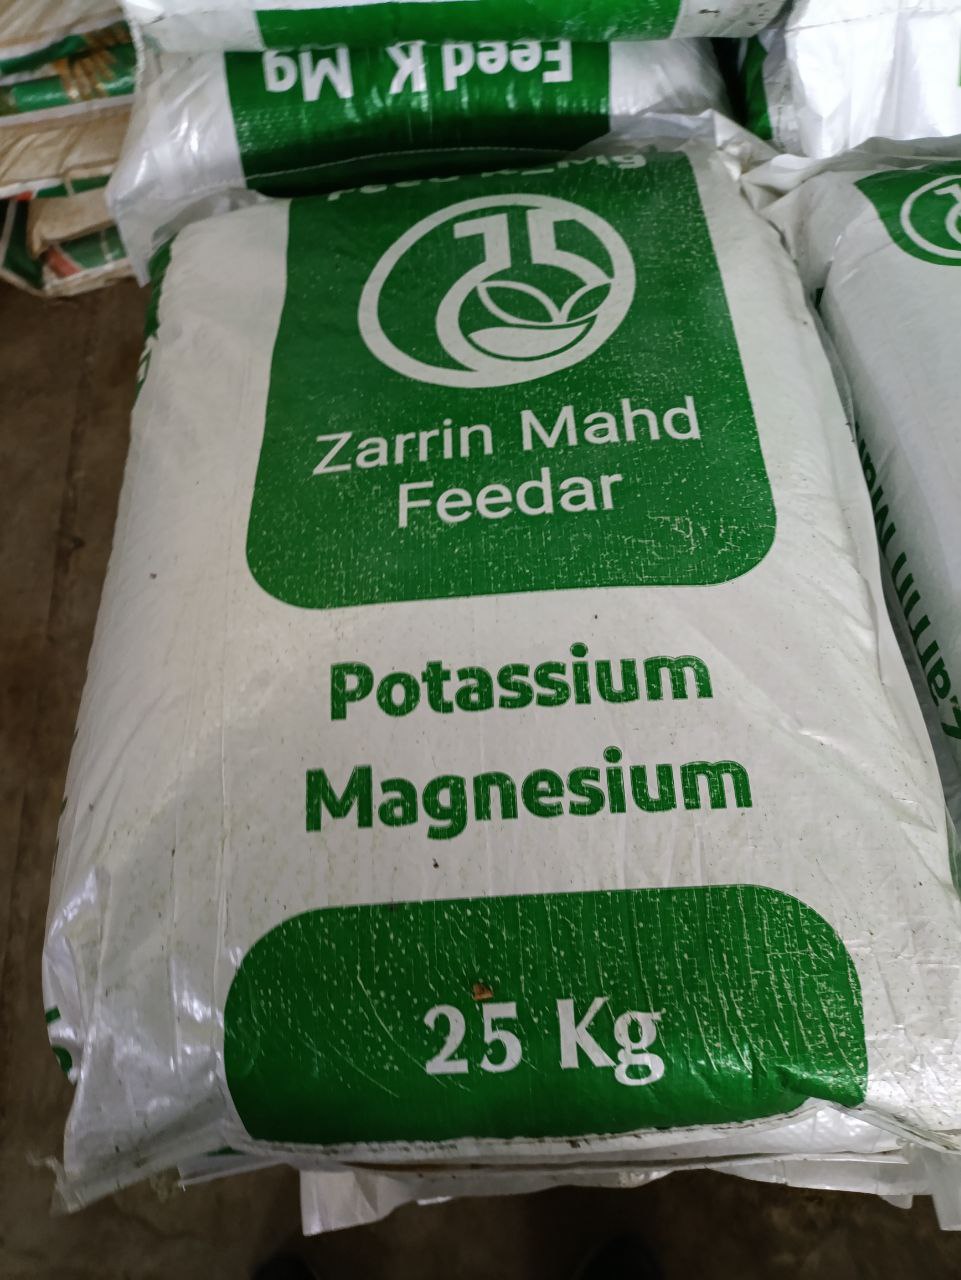 Feed K Mg
Zarrin Mahd
Feedar
Potassium
Magnesium
25 Kg